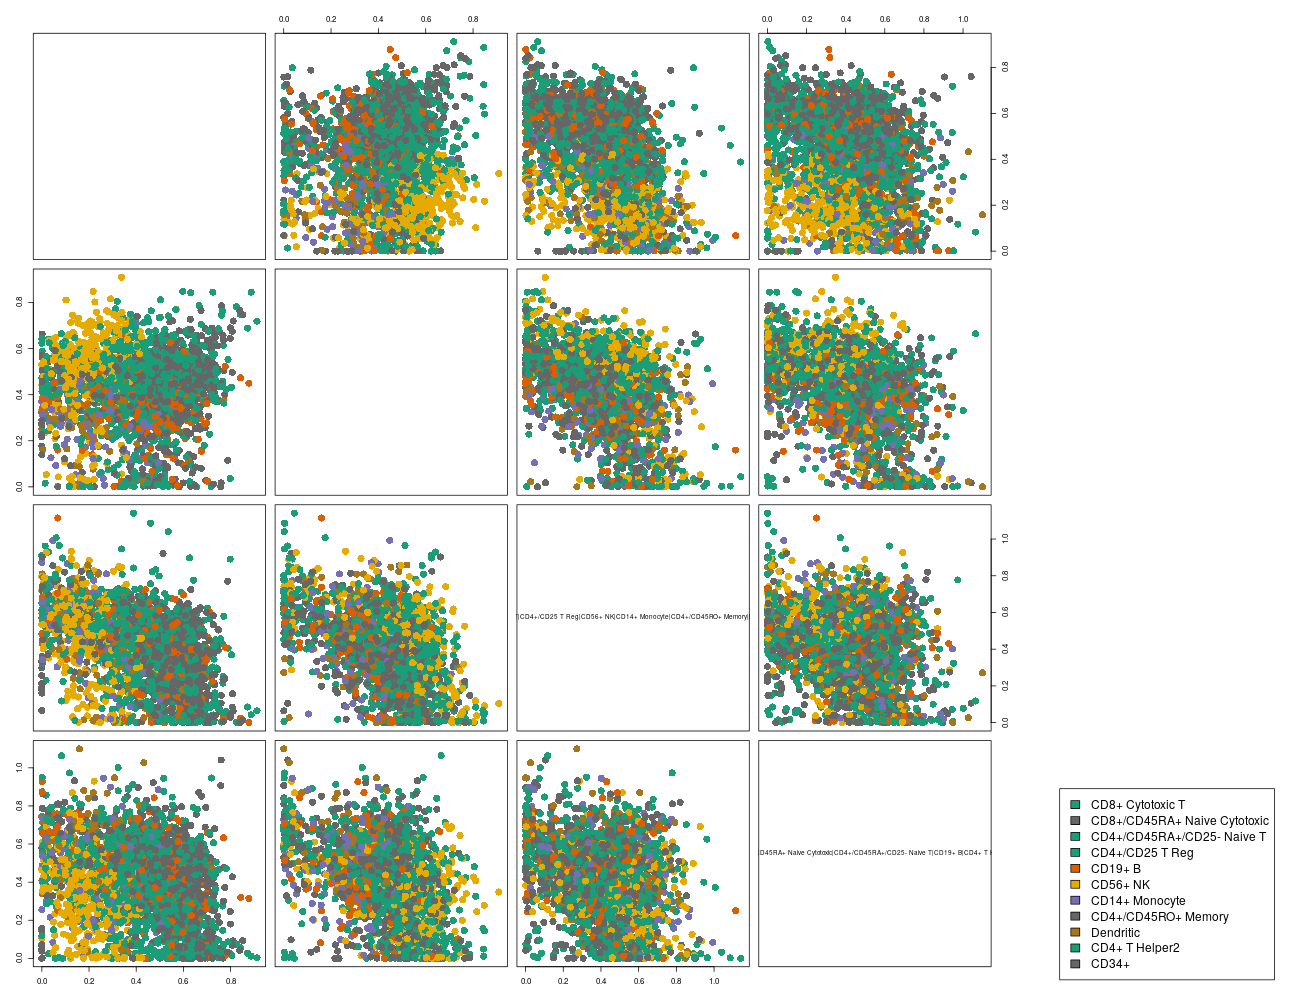 0.0 0.2 0.4 0.6 0.8
0.0 0.2 0.4 0.6 0.8 1.0
0.0 0.2 0.4 0.6 0.8
0.0 0.2 0.4 0.6 0.8
T|CD4+/CD25 T Reg|CD56+ NK|CD14+ Monocyte|CD4+/CD45RO+ Memory|
0.0 0.2 0.4 0.6 0.8 1.0
D45RA+ Naive Cytotoxic|CD4+/CD45RA+/CD25- Naive T|CD19+ B|CD4+ T H
0.0 0.2 0.4 0.6 0.8 1.0
0.0 0.2 0.4 0.6 0.8
0.0 0.2 0.4 0.6 0.8 1.0
CD8+ Cytotoxic T
CD8+/CD45RA+ Naive Cytotoxic
CD4+/CD45RA+/CD25- Naive T
CD4+/CD25 T Reg
CD19+ B
CD56+ NK
CD14+ Monocyte
CD4+/CD45RO+ Memory
Dendritic
CD4+ T Helper2
CD34+